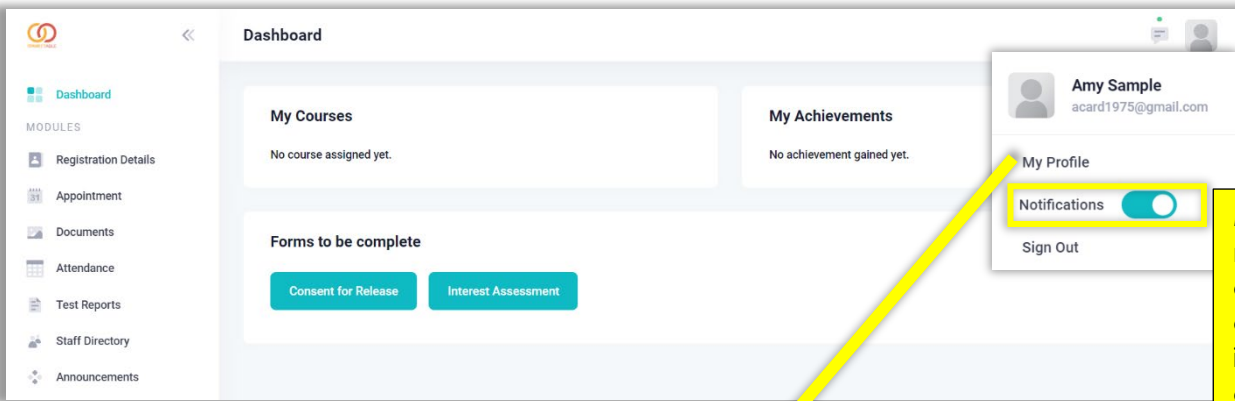 Dashboard
Amy Sample
acard1975@gmail.com
My Profile
Notifications
Sign Out
Dashboard
MODULES
Registration Details
Appointment
31
Documents
Attendance
Test Reports
Staff Directory
Announcements
My Courses
No course assigned yet.
My Achievements
No achievement gained yet.
Forms to be complete
Consent for Release
Interest Assessment